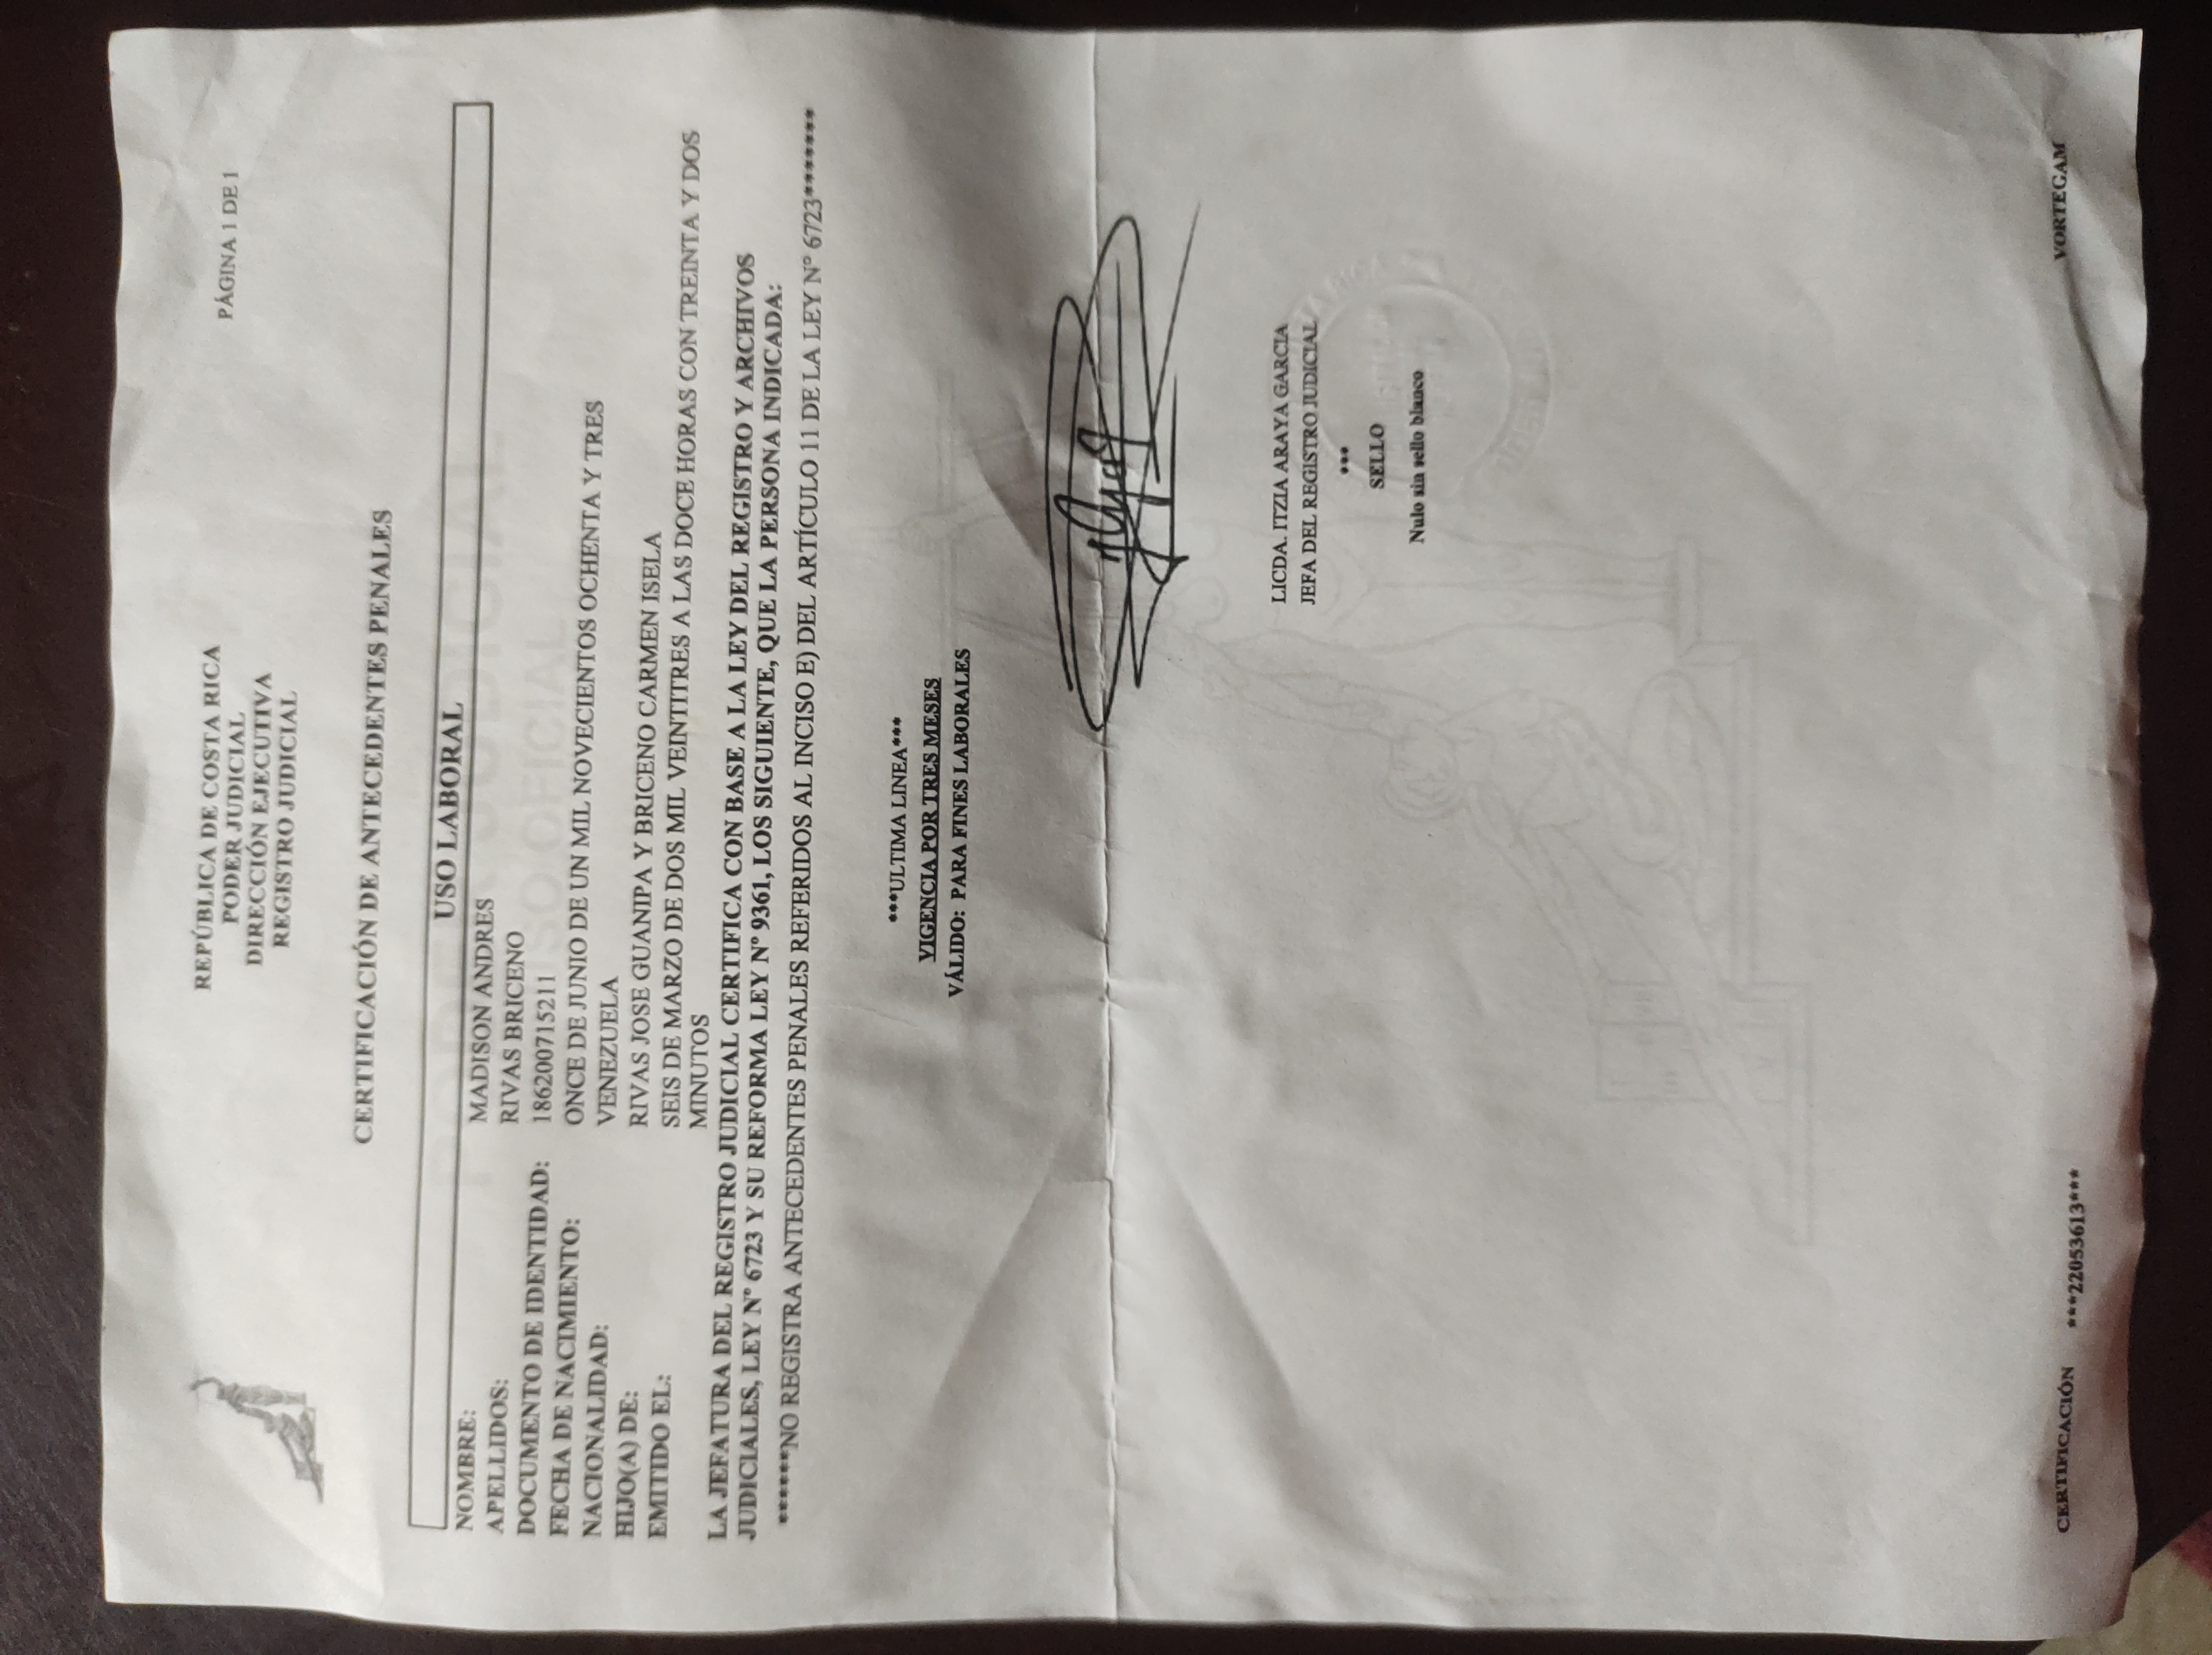 PÁGINA 1 DE 1
REPÚBLICA DE COSTA RICA
PODER JUDICIAL
DIRECCIÓN EJECUTIVA
REGISTRO JUDICIAL
CERTIFICACIÓN DE ANTECEDENTES PENALES
USO LABORAL
NOMBRE: MADISON ANDRES
APELLIDOS: RIVAS BRICENO
DOCUMENTO DE IDENTIDAD: 186200715211
FECHA DE NACIMIENTO: ONCE DE JUNIO DE UN MIL NOVECIENTOS OCHENTA Y TRES
NACIONALIDAD: VENEZUELA
HIJO(A) DE: RIVAS JOSE GUANIPA Y BRICENO CARMEN ISELA
EMITIDO EL: SEIS DE MARZO DE DOS MIL VEINTITRES A LAS DOCE HORAS CON TREINTA Y DOS
MINUTOS
LA JEFATURA DEL REGISTRO JUDICIAL CERTIFICA CON BASE A LA LEY DEL REGISTRO Y ARCHIVOS
JUDICIALES, LEY Nº 6723 Y SU REFORMA LEY Nº 9361, LOS SIGUIENTE, QUE LA PERSONA INDICADA:
*******NO REGISTRA ANTECEDENTES PENALES REFERIDOS AL INCISO E) DEL ARTÍCULO 11 DE LA LEY Nº 6723********
***ULTIMA LINEA***
VIGENCIA POR TRES MESES
VÁLIDO: PARA FINES LABORALES
LICDA. ITZIA ARAYA GARCIA
JEFA DEL REGISTRO JUDICIAL
***
SELLO
Nulo sin sello blanco
CERTIFICACIÓN ***22053613*** VORTEGAM